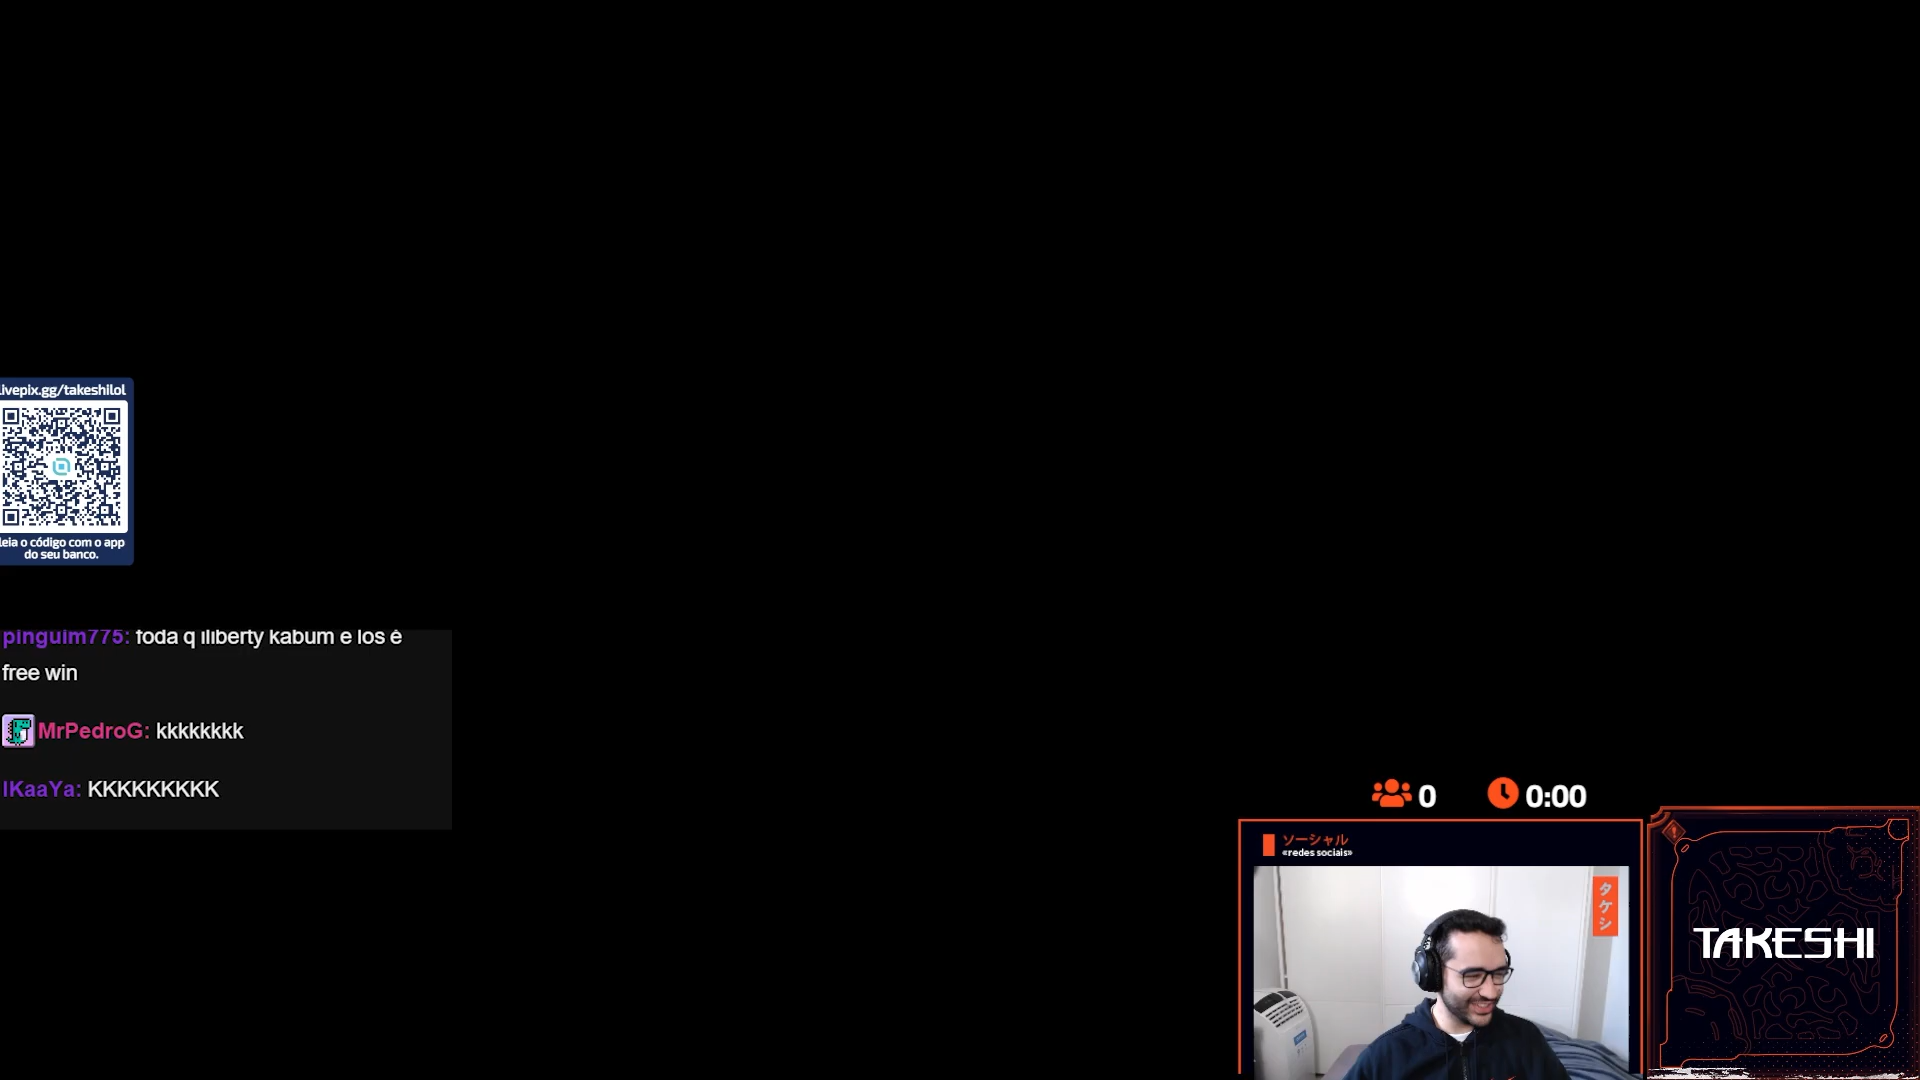 livepix.gg/takeshilol
leia o código com o app
do seu banco.
pinguim775: foda q iliberty kabum e los é
free win
MrPedroG: kkkkkkkk
IKaaYa: KKKKKKKKK
0
0:00
ソーシャル
«redes sociais»
タケシ
TAKESHI